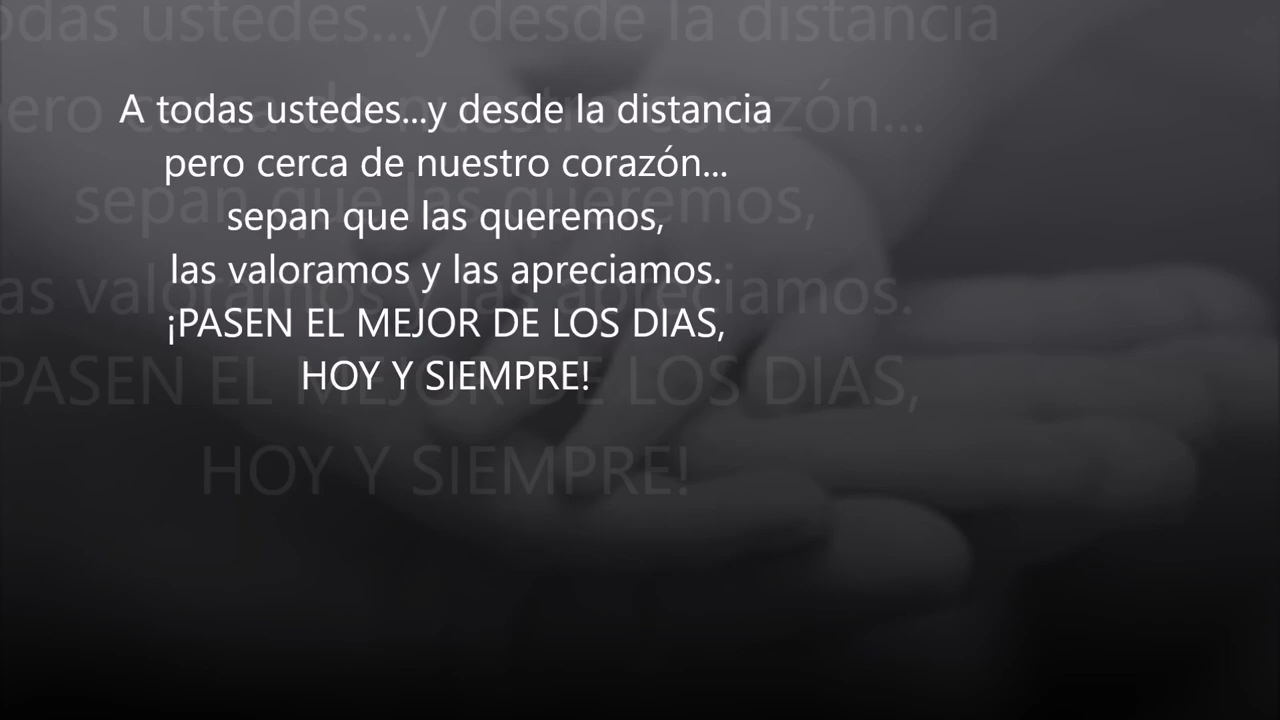 A todas ustedes...y desde la distancia
pero cerca de nuestro corazón...
sepan que las queremos,
las valoramos y las apreciamos.
¡PASEN EL MEJOR DE LOS DIAS,
HOY Y SIEMPRE!